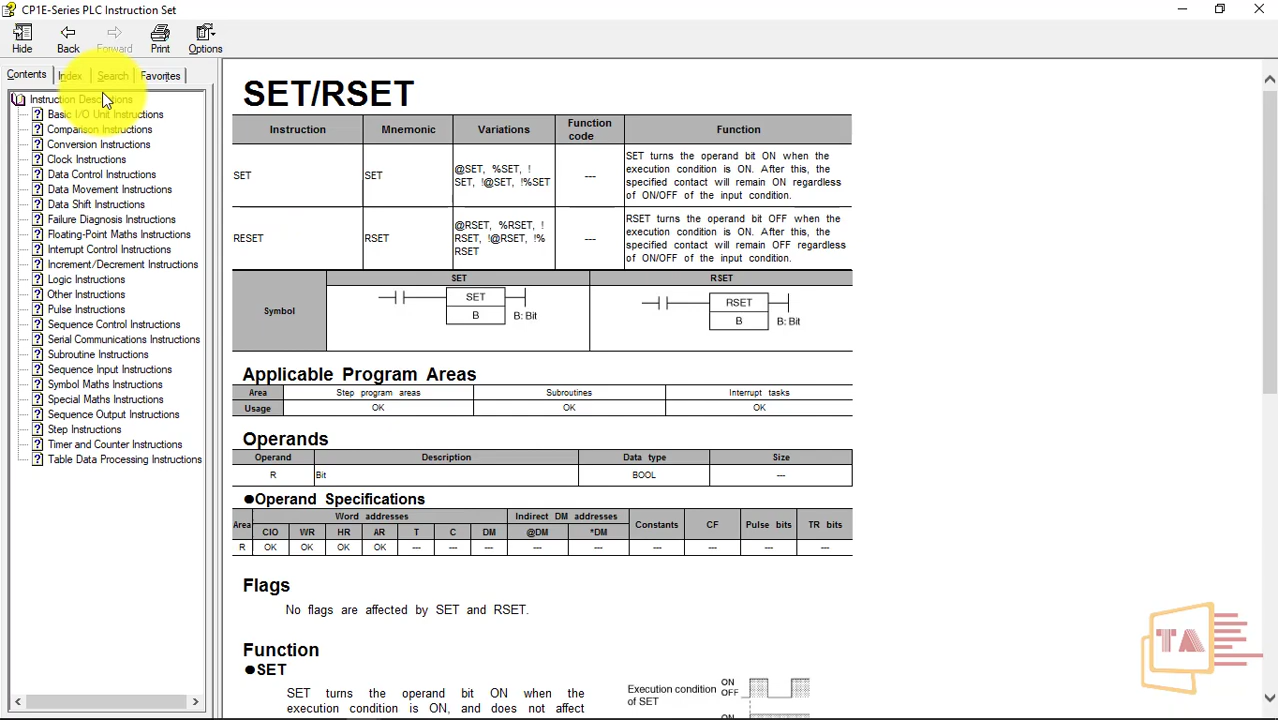 CP1E-Series PLC Instruction Set
Hide Back Forward Print Options
Contents Index Search Favorites
Instruction Descriptions
Basic I/O Unit Instructions
Comparison Instructions
Conversion Instructions
Clock Instructions
Data Control Instructions
Data Movement Instructions
Data Shift Instructions
Failure Diagnosis Instructions
Floating-Point Maths Instructions
Interrupt Control Instructions
Increment/Decrement Instructions
Logic Instructions
Other Instructions
Pulse Instructions
Sequence Control Instructions
Serial Communications Instructions
Subroutine Instructions
Sequence Input Instructions
Symbol Maths Instructions
Special Maths Instructions
Sequence Output Instructions
Step Instructions
Timer and Counter Instructions
Table Data Processing Instructions
SET/RSET
Instruction Mnemonic Variations Function code Function
SET SET @SET, %SET, !
SET, !@SET, !%SET
---
SET turns the operand bit ON when the
execution condition is ON. After this, the
specified contact will remain ON regardless
of ON/OFF of the input condition.
RESET RSET @RSET, %RSET, !
RSET, !@RSET, !%
RSET
---
RSET turns the operand bit OFF when the
execution condition is ON. After this, the
specified contact will remain OFF regardless
of ON/OFF of the input condition.
SET RSET
Symbol
SET
B B: Bit
RSET
B B: Bit
Applicable Program Areas
Area Step program areas Subroutines Interrupt tasks
Usage OK OK OK
Operands
Operand Description Data type Size
R Bit BOOL ---
●Operand Specifications
Area Word addresses Indirect DM addresses Constants CF Pulse bits TR bits
CIO WR HR AR T C DM @DM *DM
R OK OK OK OK --- --- --- --- --- --- --- --- ---
Flags
No flags are affected by SET and RSET.
Function
●SET
SET turns the operand bit ON when the
execution condition is ON, and does not affect
Execution condition
of SET
ON
OFF
ON
TA